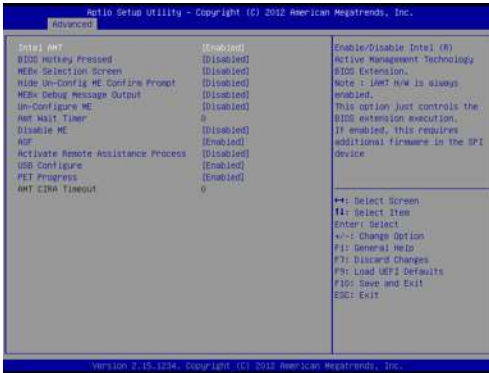 Aptio Setup Utility – Copyright (C) 2012 American Megatrends, Inc.
Advanced
Intel AMT [Enabled]
BIOS Hotkey Pressed [Disabled]
MEBx Selection Screen [Disabled]
Hide Un-Config ME Confirm Prompt [Disabled]
MEBx Debug Message Output [Disabled]
Un-Configure ME [Disabled]
Amt Wait Timer 0
Disable ME [Disabled]
ASF [Enabled]
Activate Remote Assistance Process [Disabled]
USB Configure [Enabled]
PET Progress [Enabled]
AMT CIRA Timeout 0
Enable/Disable Intel (R)
Active Management Technology
BIOS Extension.
Note : iAMT H/W is always
enabled.
This option just controls the
BIOS extension execution.
If enabled, this requires
additional firmware in the SPI
device
↔: Select Screen
↑↓: Select Item
Enter: Select
+/-: Change Option
F1: General Help
F7: Discard Changes
F9: Load UEFI Defaults
F10: Save and Exit
ESC: Exit
Version 2.15.1234. Copyright (C) 2012 American Megatrends, Inc.